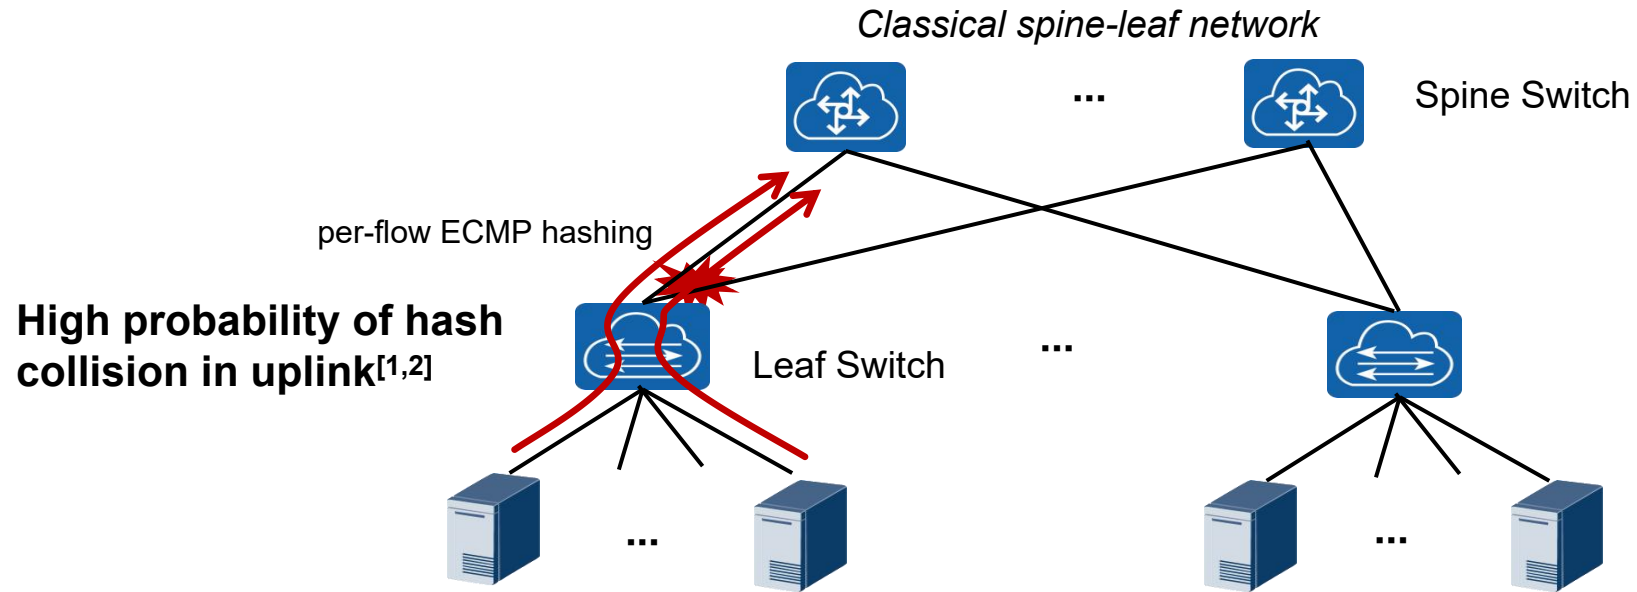 Classical spine-leaf network
...
Spine Switch
per-flow ECMP hashing
High probability of hash
collision in uplink[1,2]
Leaf Switch
...
...
...